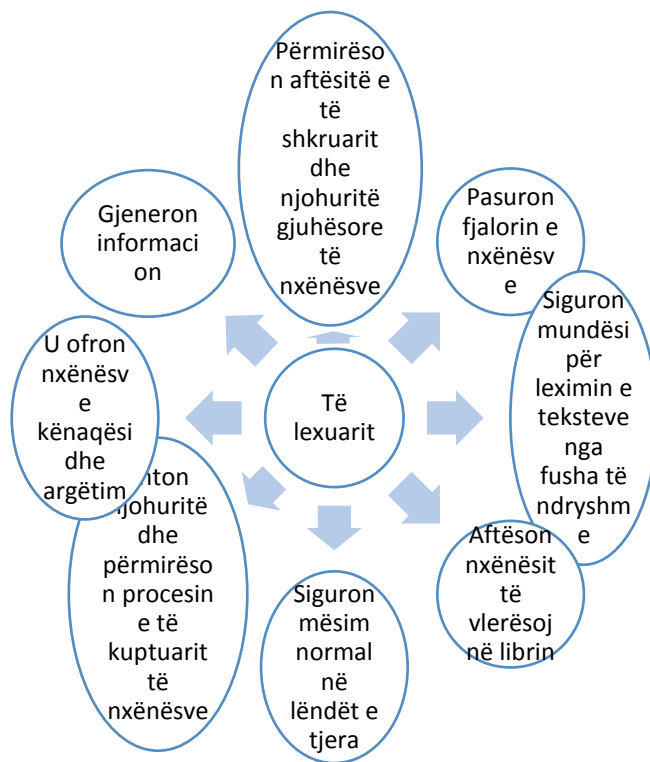 Përmirëso
n aftësitë e
të
shkruarit
dhe
njohuritë
gjuhësore
të
nxënësve
Pasuron
fjalorin e
nxënësv
e
Siguron
mundësi
për
leximin e
teksteve
nga
fusha të
ndryshm
e
Aftëson
nxënësit
të
vlerësoj
në librin
Siguron
mësim
normal
në
lëndët e
tjera
njohuritë
dhe
përmirëso
n procesin
e të
kuptuarit
të
nxënësve
U ofron
nxënësv
e
kënaqësi
dhe
argëtim
Gjeneron
informaci
on
Të
lexuarit